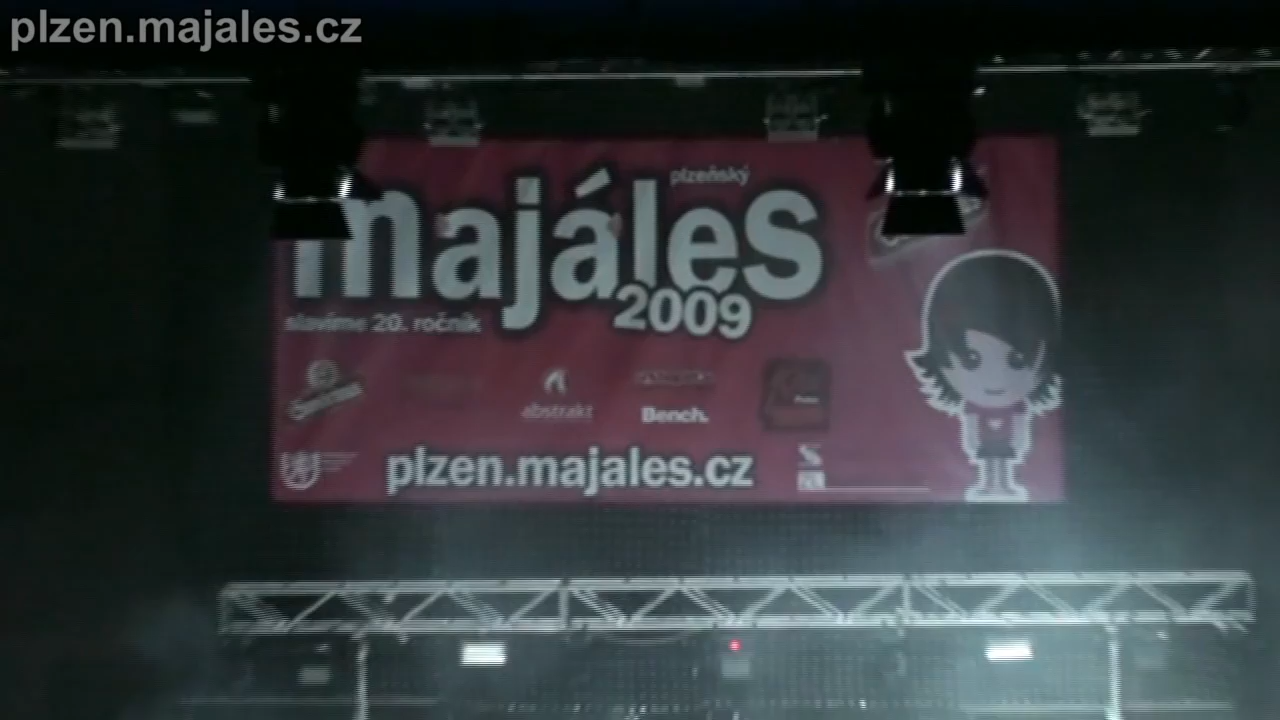 plzen.majales.cz
plzeňský
majáles
2009
slavíme 20. ročník
abstrakt
Bench.
plzen.majales.cz